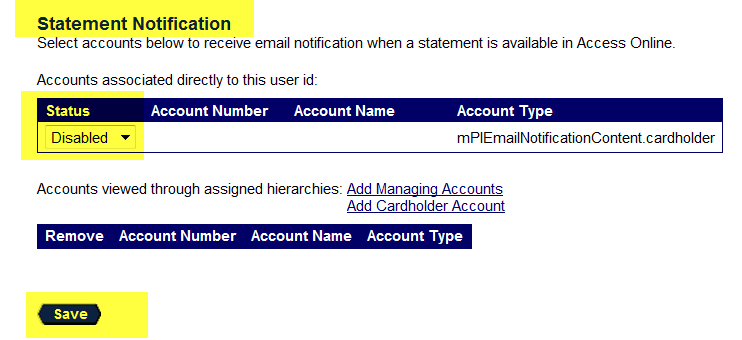 Statement Notification
Select accounts below to receive email notification when a statement is available in Access Online.
Accounts associated directly to this user id:
Status Account Number Account Name Account Type
Disabled mPlEmailNotificationContent.cardholder
Accounts viewed through assigned hierarchies: Add Managing Accounts
Add Cardholder Account
Remove Account Number Account Name Account Type
Save